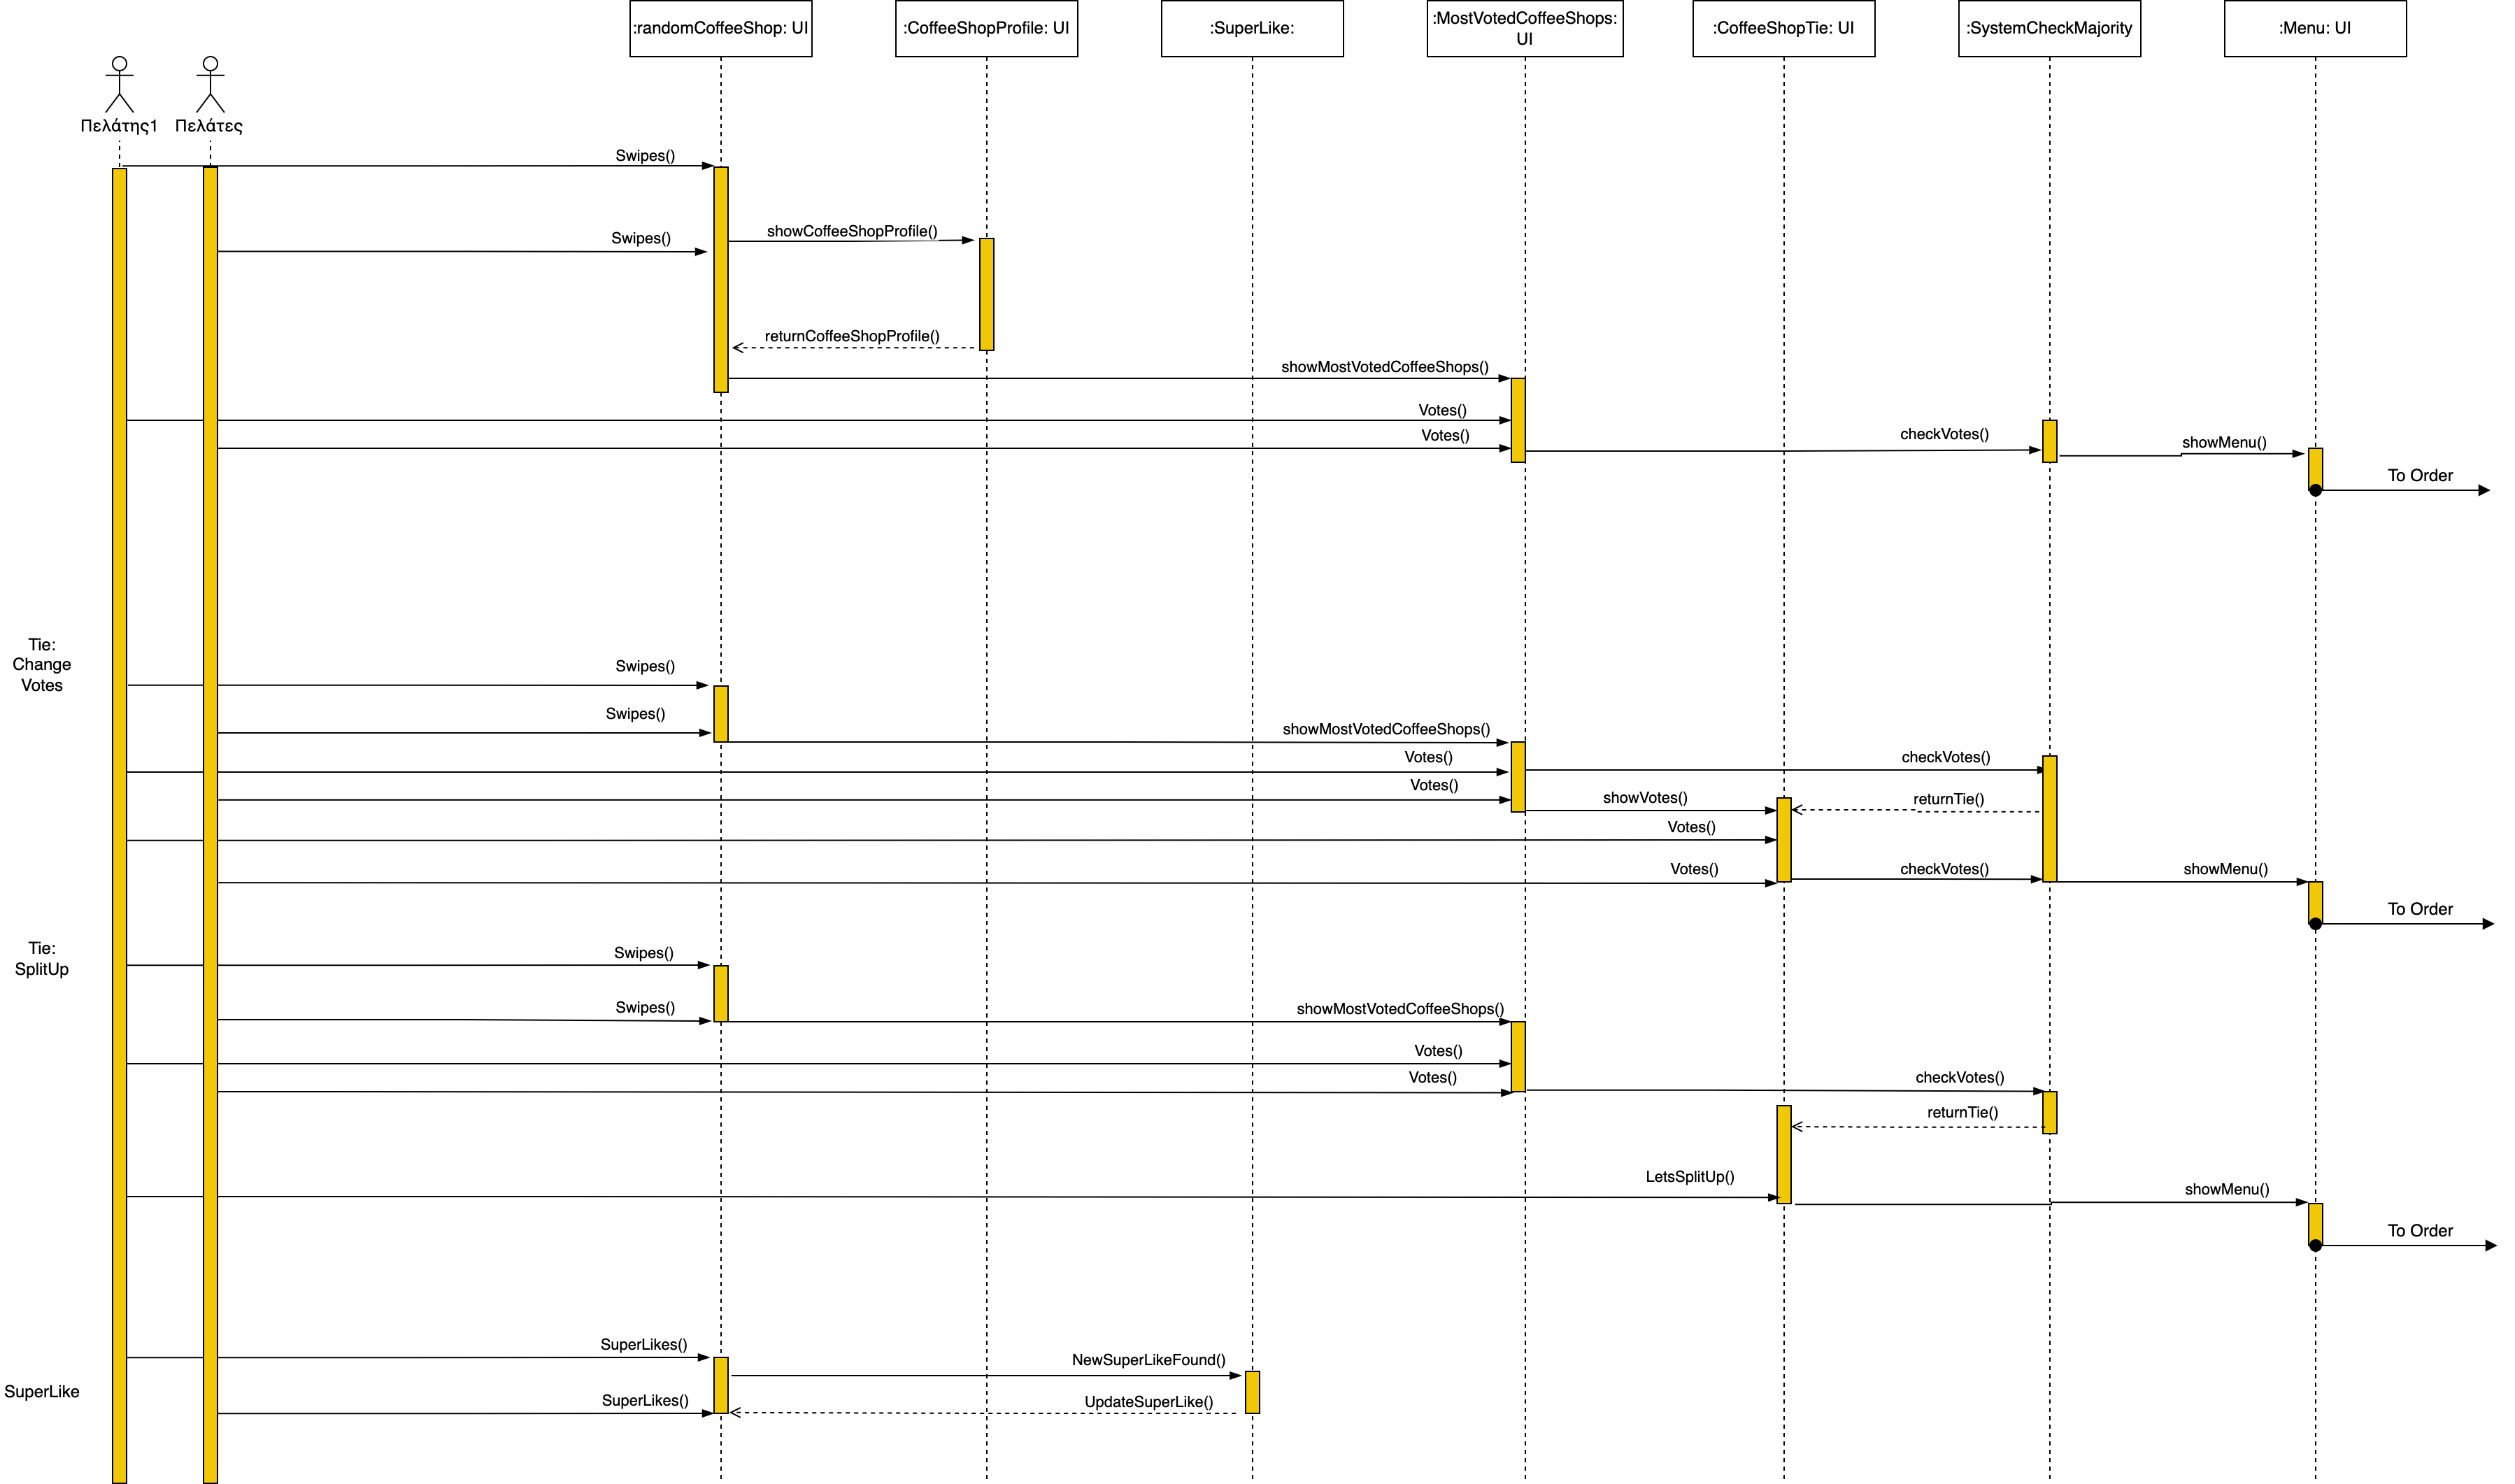 :randomCoffeeShop: UI
:CoffeeShopProfile: UI
:SuperLike:
:MostVotedCoffeeShops:
UI
:CoffeeShopTie: UI
:SystemCheckMajority
:Menu: UI
Πελάτης1
Πελάτες
Swipes()
showCoffeeShopProfile()
Swipes()
returnCoffeeShopProfile()
showMostVotedCoffeeShops()
Votes()
Votes()
checkVotes()
showMenu()
To Order
Tie:
Change
Votes
Swipes()
Swipes()
showMostVotedCoffeeShops()
Votes()
checkVotes()
Votes()
showVotes()
returnTie()
Votes()
Votes()
checkVotes()
showMenu()
To Order
Tie:
SplitUp
Swipes()
Swipes()
showMostVotedCoffeeShops()
Votes()
Votes()
checkVotes()
returnTie()
LetsSplitUp()
showMenu()
To Order
SuperLikes()
NewSuperLikeFound()
SuperLike
SuperLikes()
UpdateSuperLike()